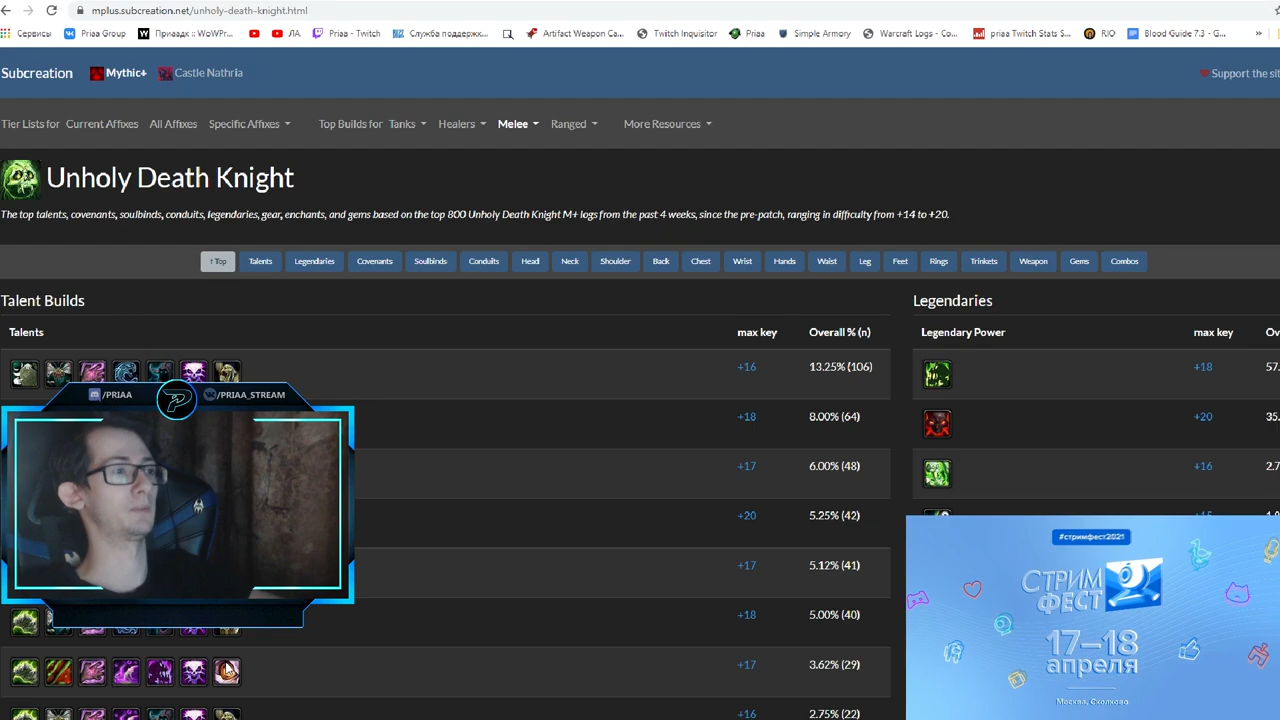 mplus.subcreation.net/unholy-death-knight.html
Сервисы Priaa Group Приаадк :: WoWPr... ЛА Priaa - Twitch Служба поддержк... Artifact Weapon Ca... Twitch Inquisitor Priaa Simple Armory Warcraft Logs - Co... priaa Twitch Stats S... RIO Blood Guide 7.3 - G... »
Subcreation Mythic+ Castle Nathria Support the sit
Tier Lists for Current Affixes All Affixes Specific Affixes Top Builds for Tanks Healers Melee Ranged More Resources
Unholy Death Knight
The top talents, covenants, soulbinds, conduits, legendaries, gear, enchants, and gems based on the top 800 Unholy Death Knight M+ logs from the past 4 weeks, since the pre-patch, ranging in difficulty from +14 to +20.
↑ Top Talents Legendaries Covenants Soulbinds Conduits Head Neck Shoulder Back Chest Wrist Hands Waist Leg Feet Rings Trinkets Weapon Gems Combos
Talent Builds Legendaries
Talents max key Overall % (n) Legendary Power max key Ov
+16 13.25% (106) +18 57.
/PRIAA /PRIAA_STREAM
+18 8.00% (64) +20 35.
+17 6.00% (48) +16 2.7
+20 5.25% (42)
+17 5.12% (41)
+18 5.00% (40)
+17 3.62% (29)
+16 2.75% (22)
#стримфест2021
СТРИМ
ФЕСТ
17–18
апреля
Москва, Сколково